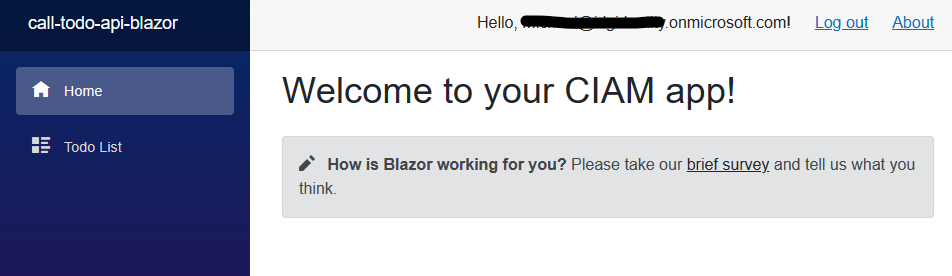 call-todo-api-blazor
Hello, .onmicrosoft.com! Log out About
Home
Todo List
Welcome to your CIAM app!
How is Blazor working for you? Please take our brief survey and tell us what you
think.